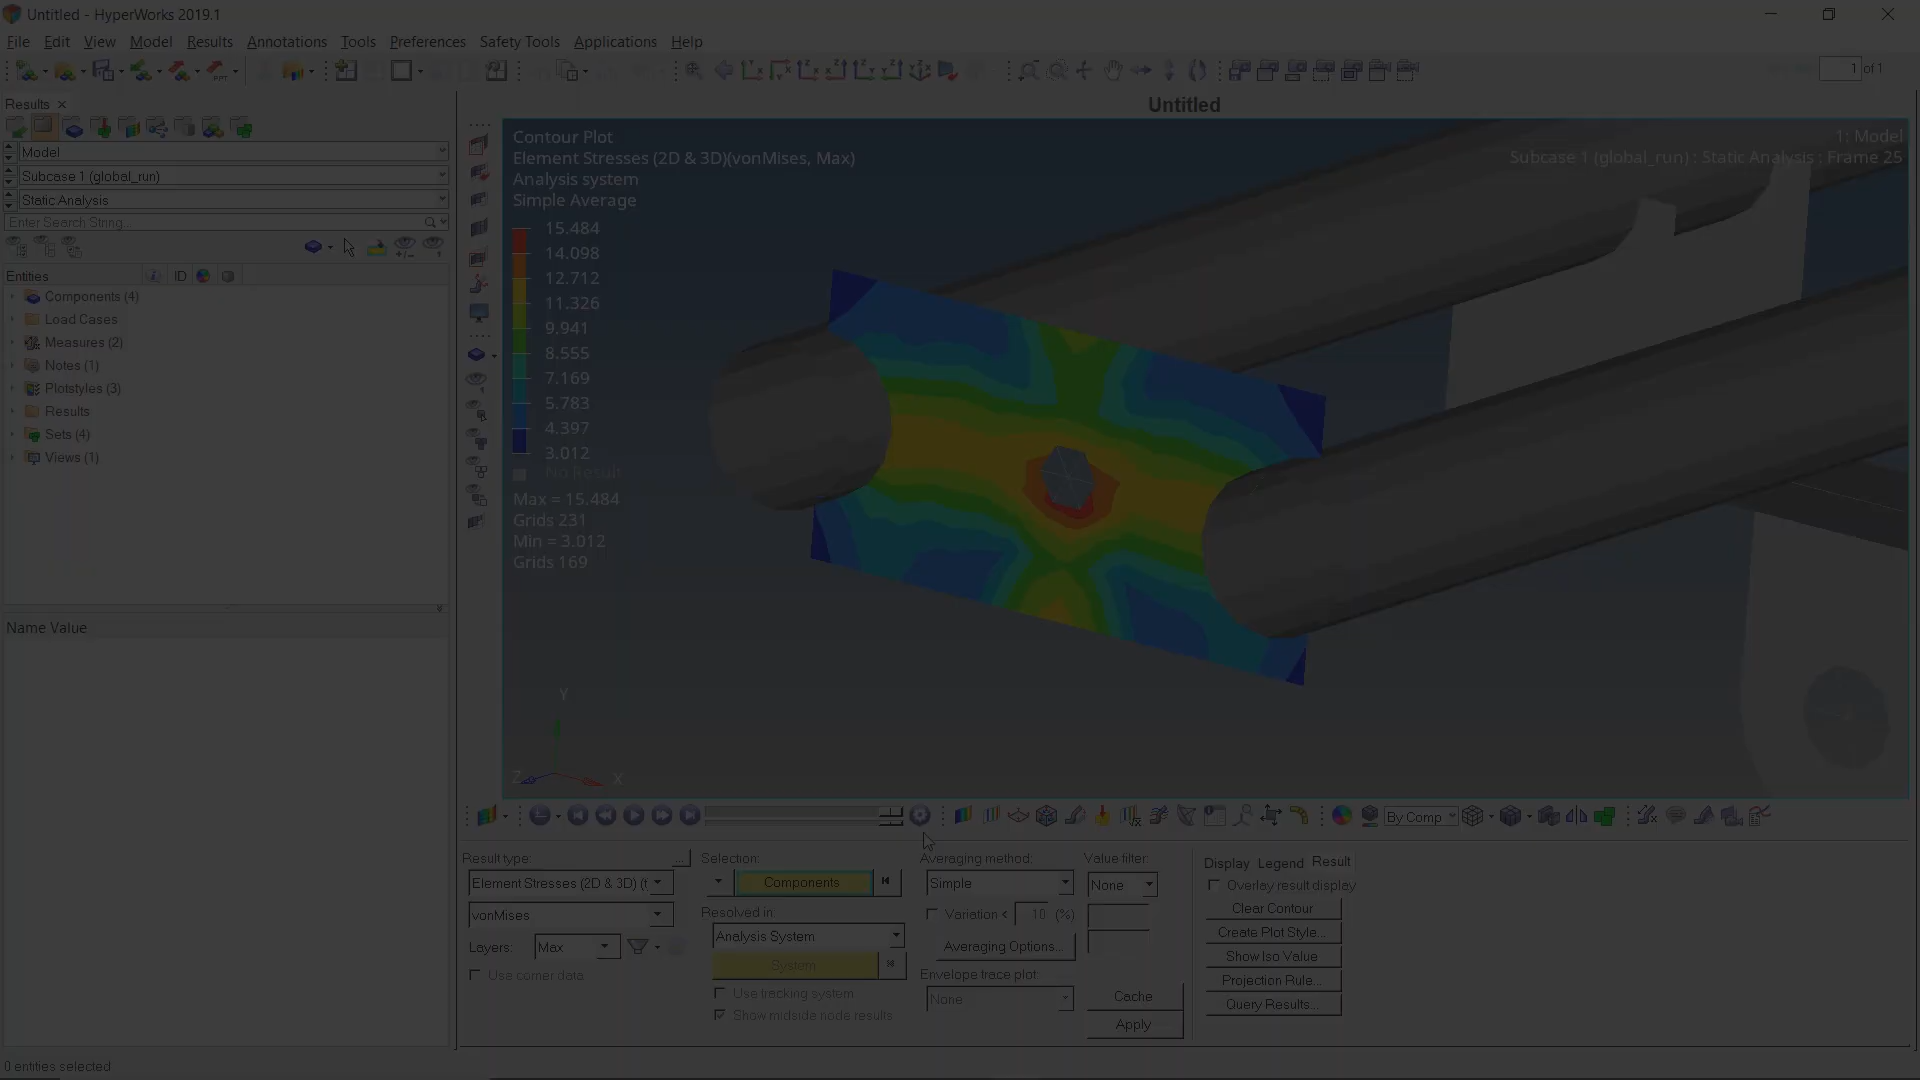 Untitled - HyperWorks 2019.1
File Edit View Model Results Annotations Tools Preferences Safety Tools Applications Help
1 of 1
Results
Untitled
Model
Subcase 1 (global_run)
Static Analysis
Enter Search String...
Entities ID
Components (4)
Load Cases
Measures (2)
Notes (1)
Plotstyles (3)
Results
Sets (4)
Views (1)
Name Value
Contour Plot
Element Stresses (2D & 3D)(vonMises, Max)
Analysis system
Simple Average
15.484
14.098
12.712
11.326
9.941
8.555
7.169
5.783
4.397
3.012
No Result
Max = 15.484
Grids 231
Min = 3.012
Grids 169
1: Model
Subcase 1 (global_run) : Static Analysis : Frame 25
Y
Z X
By Comp
Result type: ...
Element Stresses (2D & 3D) (t
vonMises
Layers: Max
Use corner data
Selection:
Components
Resolved in:
Analysis System
System
Use tracking system
Show midside node results
Averaging method:
Simple
Variation < 10 (%)
Averaging Options...
Envelope trace plot:
None
Value filter:
None
Cache
Apply
Display Legend Result
Overlay result display
Clear Contour
Create Plot Style...
Show Iso Value
Projection Rule...
Query Results...
0 entities selected